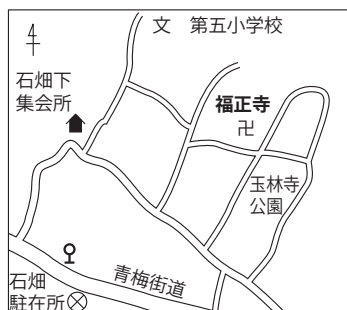 文 第五小学校
石畑下
集会所
福正寺
卍
玉林寺
公園
青梅街道
石畑
駐在所